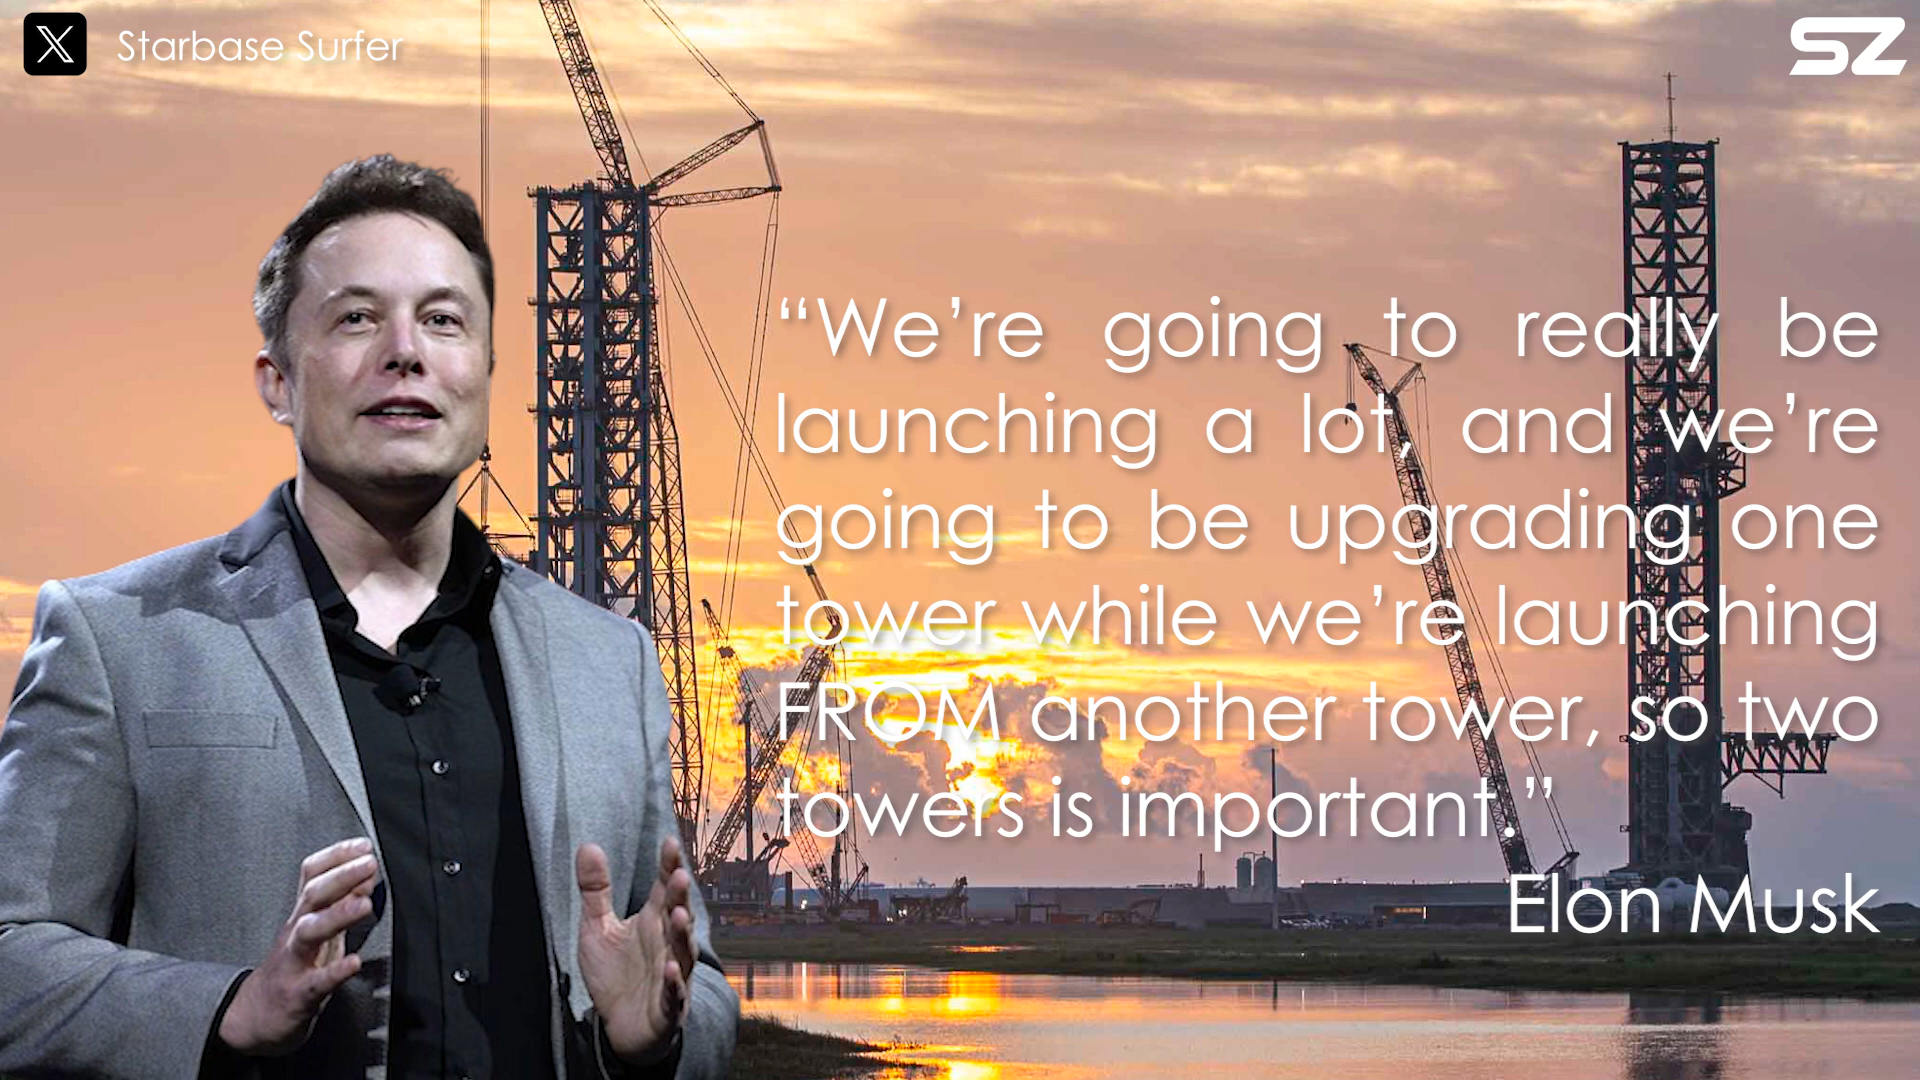 Starbase Surfer
SZ
“We’re going to really be
launching a lot, and we’re
going to be upgrading one
tower while we’re launching
FROM another tower, so two
towers is important.”
Elon Musk